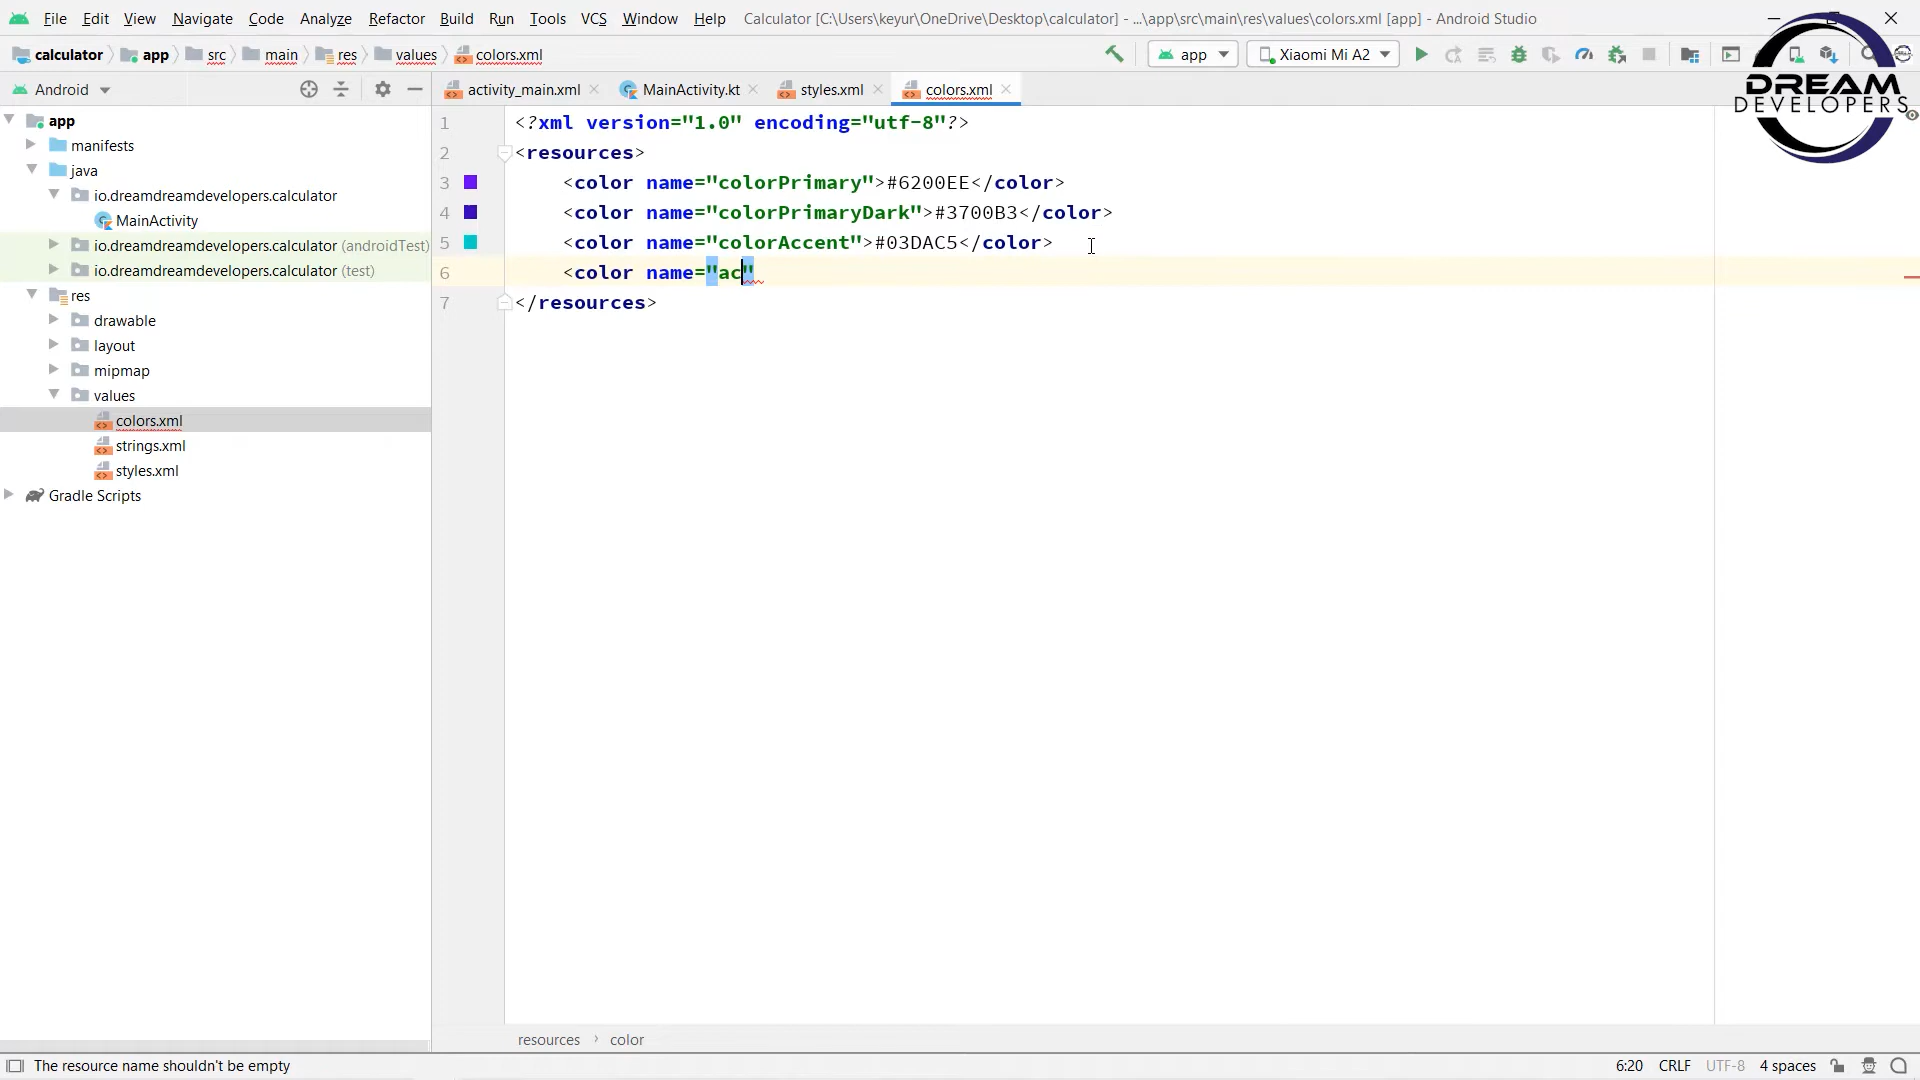 File Edit View Navigate Code Analyze Refactor Build Run Tools VCS Window Help Calculator [C:\Users\keyur\OneDrive\Desktop\calculator] - ...\app\src\main\res\values\colors.xml [app] - Android Studio
calculator app src main res values colors.xml app Xiaomi Mi A2
DREAM
DEVELOPERS
Android activity_main.xml MainActivity.kt styles.xml colors.xml
app
manifests
java
io.dreamdreamdevelopers.calculator
MainActivity
io.dreamdreamdevelopers.calculator (androidTest)
io.dreamdreamdevelopers.calculator (test)
res
drawable
layout
mipmap
values
colors.xml
strings.xml
styles.xml
Gradle Scripts
1 <?xml version="1.0" encoding="utf-8"?>
2 <resources>
3 <color name="colorPrimary">#6200EE</color>
4 <color name="colorPrimaryDark">#3700B3</color>
5 <color name="colorAccent">#03DAC5</color>
6 <color name="ac"
7 </resources>
resources › color
The resource name shouldn't be empty 6:20 CRLF UTF-8 4 spaces